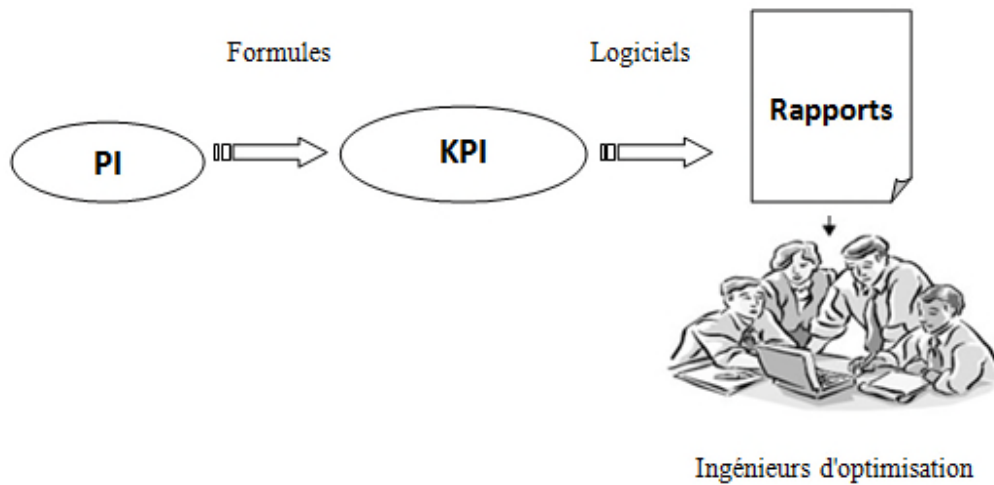 Formules
Logiciels
PI
KPI
Rapports
Ingénieurs d'optimisation